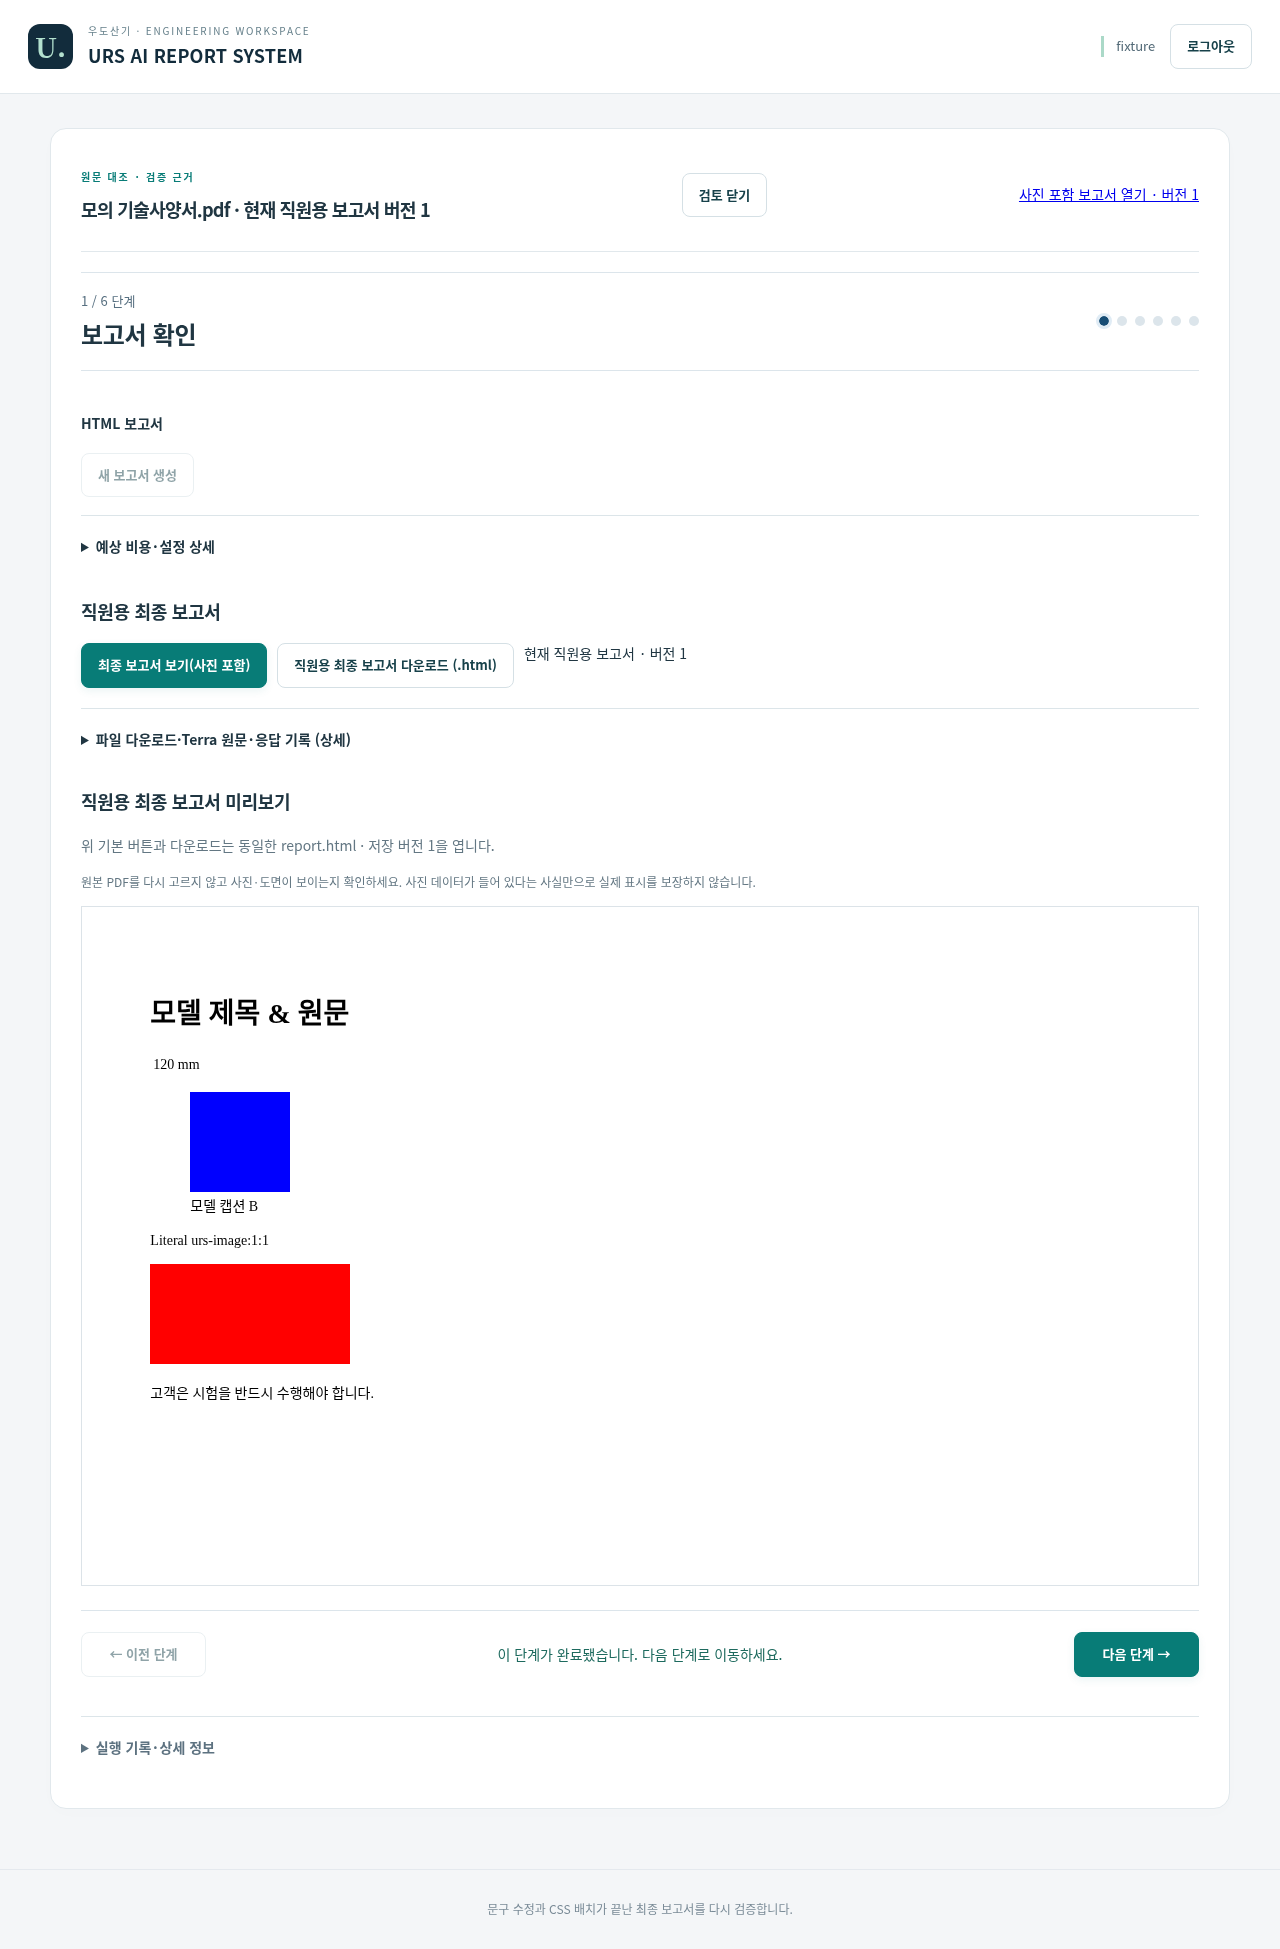 U.
우도산기 · ENGINEERING WORKSPACE
URS AI REPORT SYSTEM
fixture
로그아웃
원문 대조 · 검증 근거
모의 기술사양서.pdf · 현재 직원용 보고서 버전 1
검토 닫기
사진 포함 보고서 열기 · 버전 1
1 / 6 단계
보고서 확인
HTML 보고서
새 보고서 생성
▶ 예상 비용·설정 상세
직원용 최종 보고서
최종 보고서 보기(사진 포함)
직원용 최종 보고서 다운로드 (.html)
현재 직원용 보고서 · 버전 1
▶ 파일 다운로드·Terra 원문·응답 기록 (상세)
직원용 최종 보고서 미리보기
위 기본 버튼과 다운로드는 동일한 report.html · 저장 버전 1을 엽니다.
원본 PDF를 다시 고르지 않고 사진·도면이 보이는지 확인하세요. 사진 데이터가 들어 있다는 사실만으로 실제 표시를 보장하지 않습니다.
모델 제목 & 원문
120 mm
모델 캡션 B
Literal urs-image:1:1
고객은 시험을 반드시 수행해야 합니다.
← 이전 단계
이 단계가 완료됐습니다. 다음 단계로 이동하세요.
다음 단계 →
▶ 실행 기록·상세 정보
문구 수정과 CSS 배치가 끝난 최종 보고서를 다시 검증합니다.